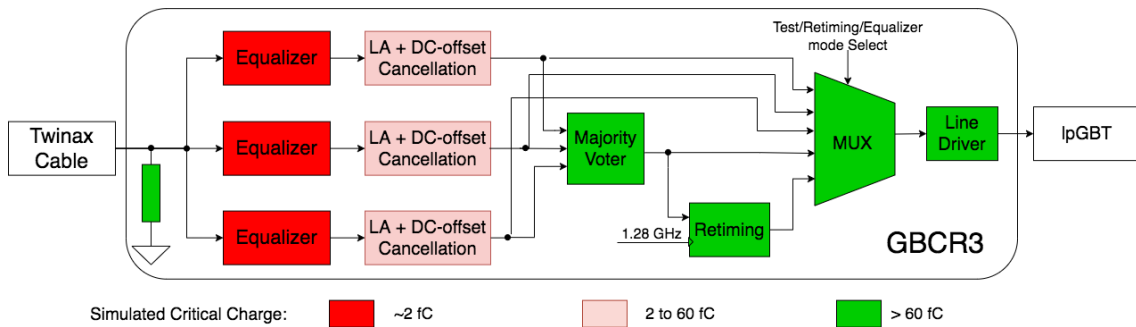 Test/Retiming/Equalizer
mode Select
Equalizer
LA + DC-offset
Cancellation
Twinax
Cable
Equalizer
LA + DC-offset
Cancellation
Majority
Voter
MUX
Line
Driver
lpGBT
Equalizer
LA + DC-offset
Cancellation
1.28 GHz
Retiming
GBCR3
Simulated Critical Charge:
~2 fC
2 to 60 fC
> 60 fC